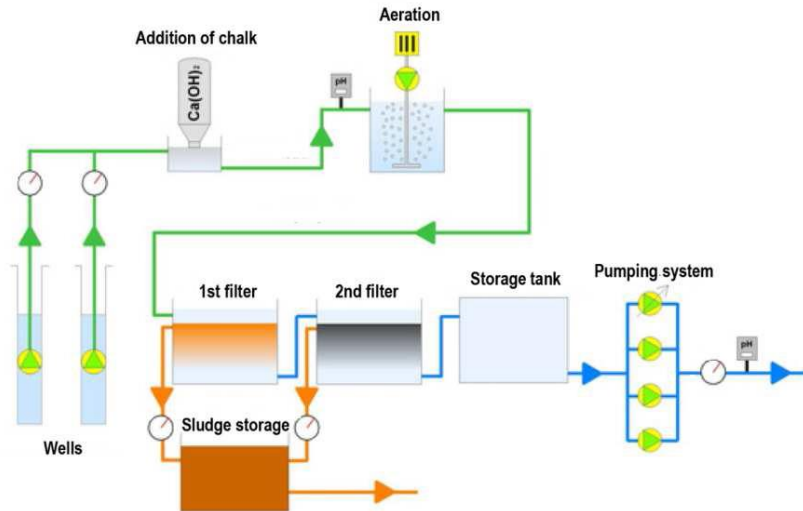 Aeration
Addition of chalk
Ca(OH)₂
pH
1st filter
2nd filter
Storage tank
Pumping system
pH
Sludge storage
Wells